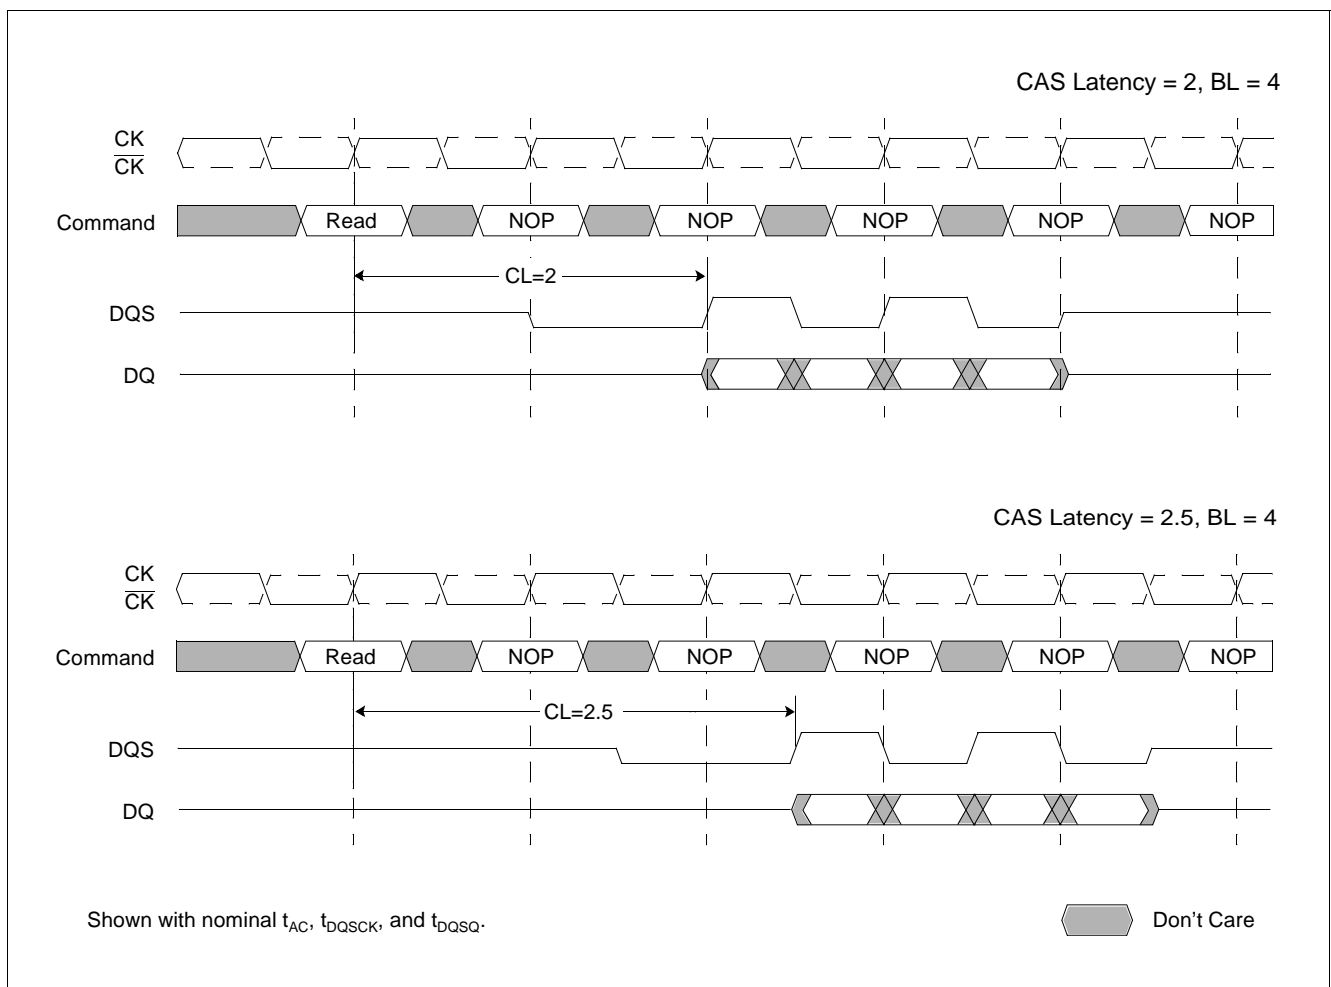 CAS Latency = 2, BL = 4
CK
CK
Command Read NOP NOP NOP NOP NOP
CL=2
DQS
DQ
CAS Latency = 2.5, BL = 4
CK
CK
Command Read NOP NOP NOP NOP NOP
CL=2.5
DQS
DQ
Shown with nominal tAC, tDQSCK, and tDQSQ.
Don't Care